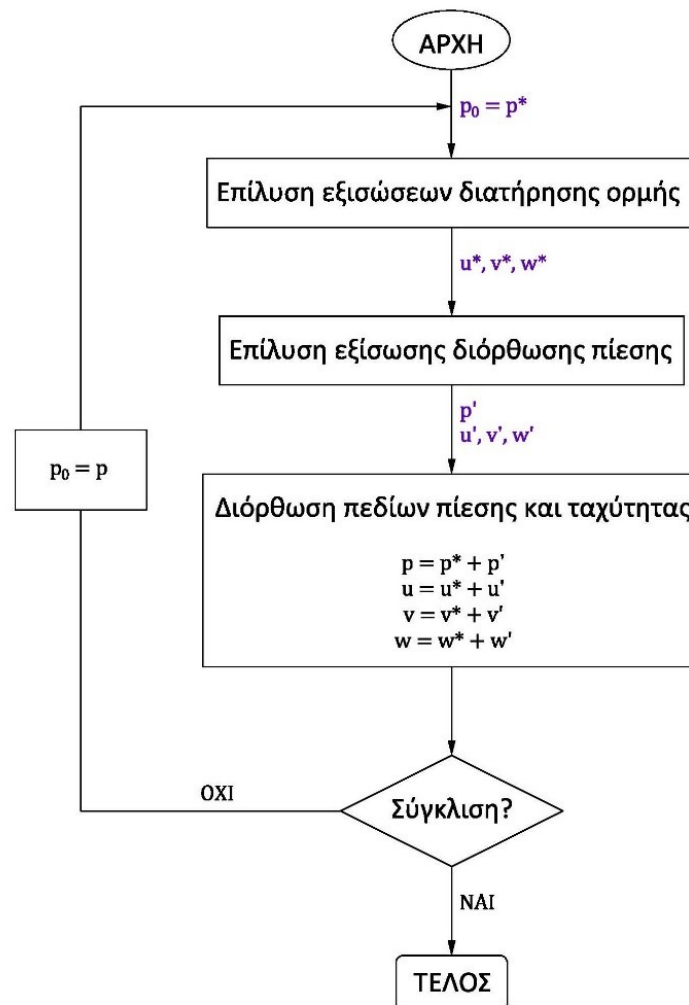 ΑΡΧΗ
p₀ = p*
Επίλυση εξισώσεων διατήρησης ορμής
u*, v*, w*
Επίλυση εξίσωσης διόρθωσης πίεσης
p'
u', v', w'
p₀ = p
Διόρθωση πεδίων πίεσης και ταχύτητας
p = p* + p'
u = u* + u'
v = v* + v'
w = w* + w'
ΟΧΙ
Σύγκλιση?
ΝΑΙ
ΤΕΛΟΣ